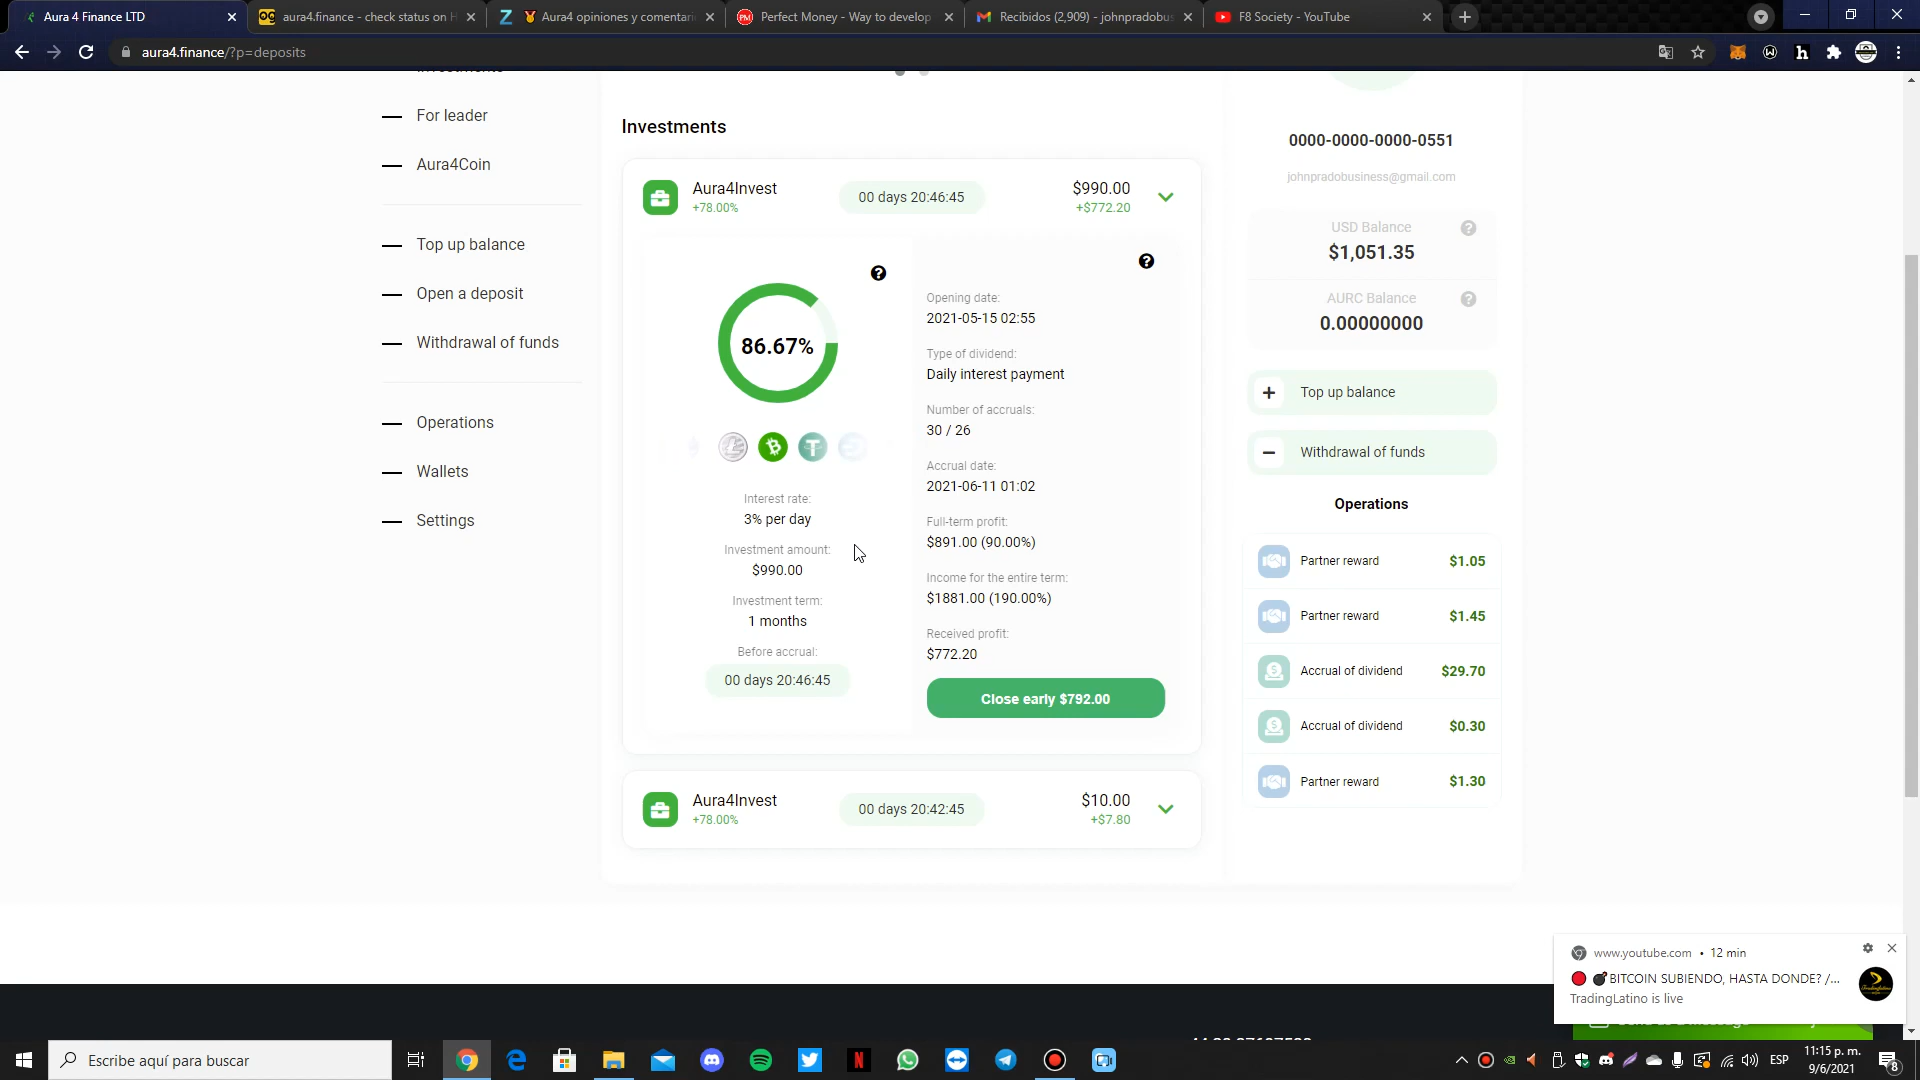 Aura 4 Finance LTD
aura4.finance - check status on H
Aura4 opiniones y comentari
Perfect Money - Way to develop
Recibidos (2,909) - johnpradobus
F8 Society - YouTube
aura4.finance/?p=deposits
For leader
Aura4Coin
Top up balance
Open a deposit
Withdrawal of funds
Operations
Wallets
Settings
Investments
Aura4Invest
+78.00%
00 days 20:46:45
$990.00
+$772.20
86.67%
Interest rate:
3% per day
Investment amount:
$990.00
Investment term:
1 months
Before accrual:
00 days 20:46:45
Opening date:
2021-05-15 02:55
Type of dividend:
Daily interest payment
Number of accruals:
30 / 26
Accrual date:
2021-06-11 01:02
Full-term profit:
$891.00 (90.00%)
Income for the entire term:
$1881.00 (190.00%)
Received profit:
$772.20
Close early $792.00
Aura4Invest
+78.00%
00 days 20:42:45
$10.00
+$7.80
0000-0000-0000-0551
johnpradobusiness@gmail.com
USD Balance
$1,051.35
AURC Balance
0.00000000
Top up balance
Withdrawal of funds
Operations
Partner reward $1.05
Partner reward $1.45
Accrual of dividend $29.70
Accrual of dividend $0.30
Partner reward $1.30
www.youtube.com • 12 min
BITCOIN SUBIENDO, HASTA DONDE? /...
TradingLatino is live
Escribe aquí para buscar
ESP
11:15 p. m.
9/6/2021
8